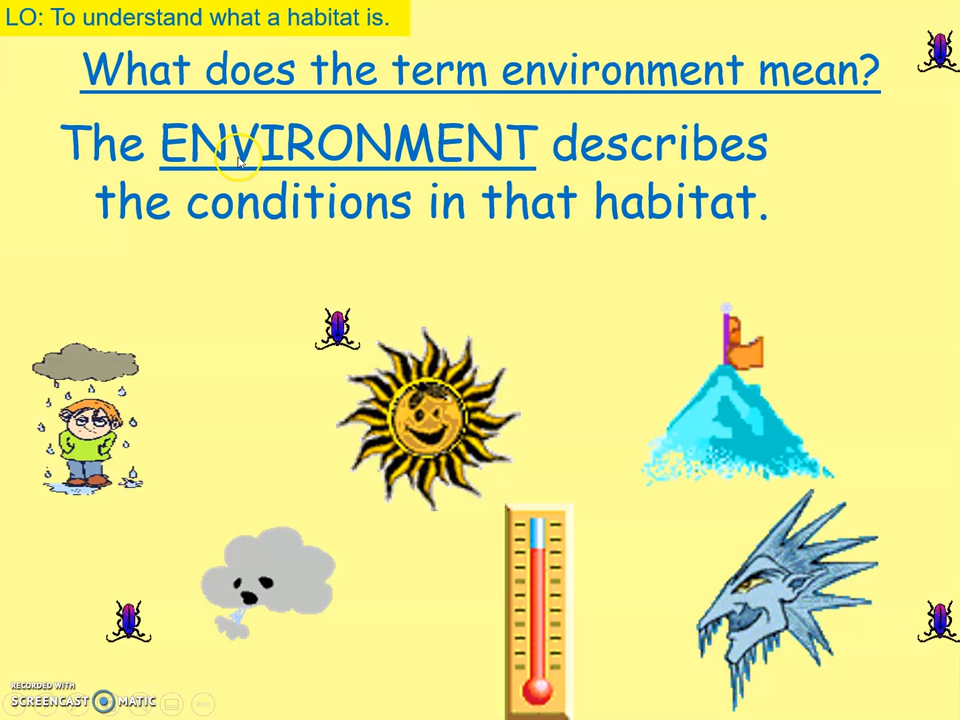 LO: To understand what a habitat is.
What does the term environment mean?
The ENVIRONMENT describes
the conditions in that habitat.
RECORDED WITH
SCREENCAST MATIC